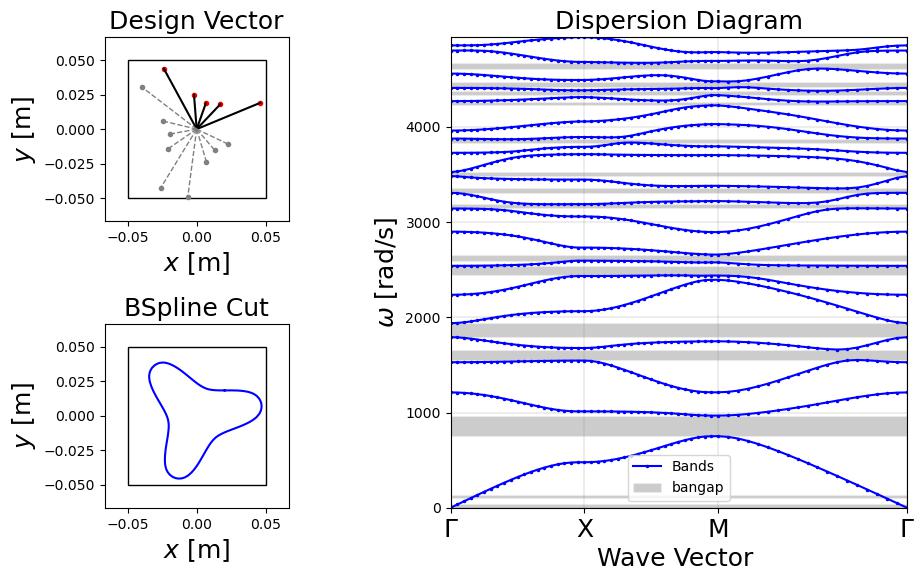 Design Vector
0.050
0.025
0.000
−0.025
−0.050
y [m]
−0.05
0.00
0.05
x [m]
BSpline Cut
0.050
0.025
0.000
−0.025
−0.050
y [m]
−0.05
0.00
0.05
x [m]
Dispersion Diagram
4000
3000
2000
1000
0
ω [rad/s]
Bands
bangap
Γ
X
M
Γ
Wave Vector